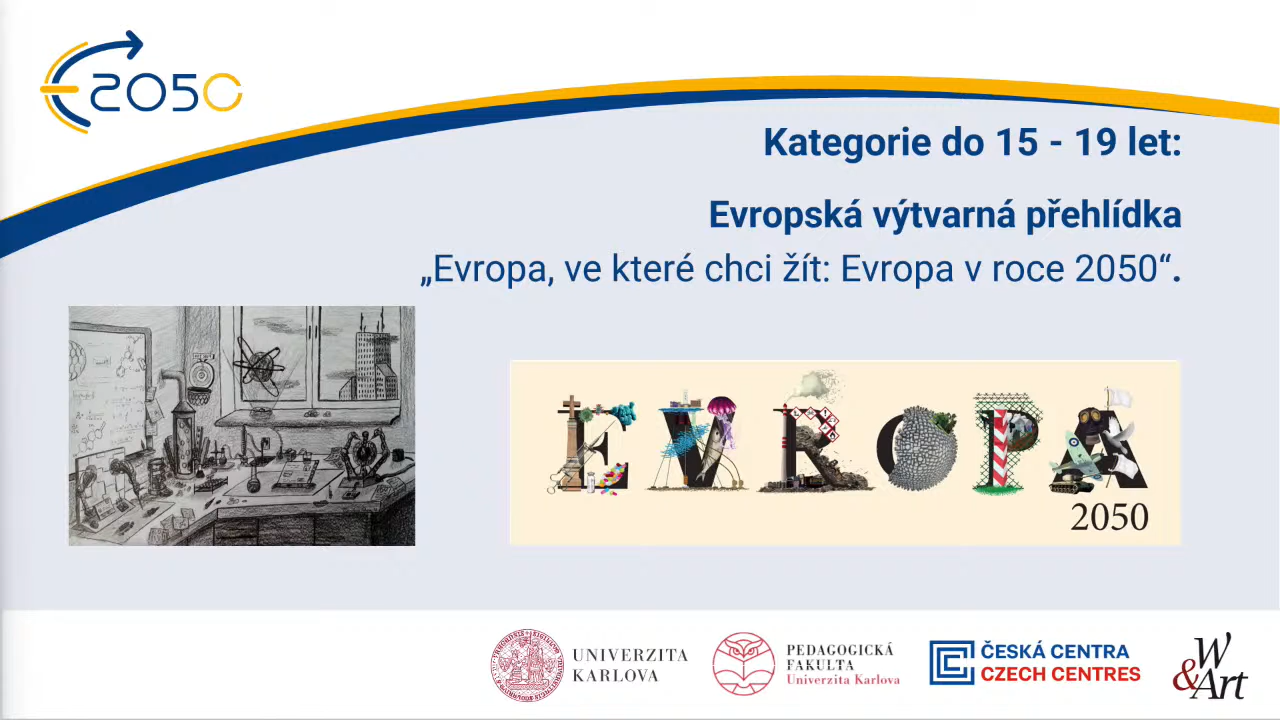 2050
Kategorie do 15 - 19 let:
Evropská výtvarná přehlídka
„Evropa, ve které chci žít: Evropa v roce 2050“.
EVROPA
2050
UNIVERZITA
KARLOVA
PEDAGOGICKÁ
FAKULTA
Univerzita Karlova
ČESKÁ CENTRA
CZECH CENTRES
W
&Art